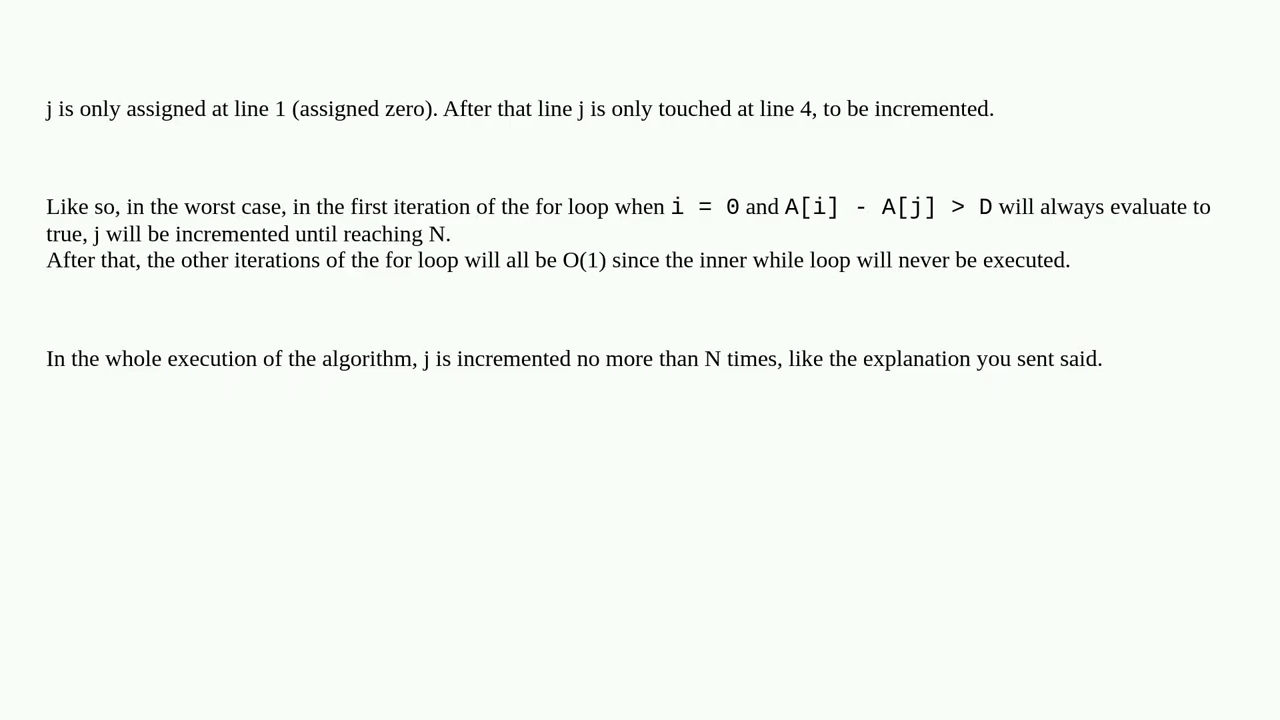 j is only assigned at line 1 (assigned zero). After that line j is only touched at line 4, to be incremented.
Like so, in the worst case, in the first iteration of the for loop when i = 0 and A[i] - A[j] > D will always evaluate to
true, j will be incremented until reaching N.
After that, the other iterations of the for loop will all be O(1) since the inner while loop will never be executed.
In the whole execution of the algorithm, j is incremented no more than N times, like the explanation you sent said.